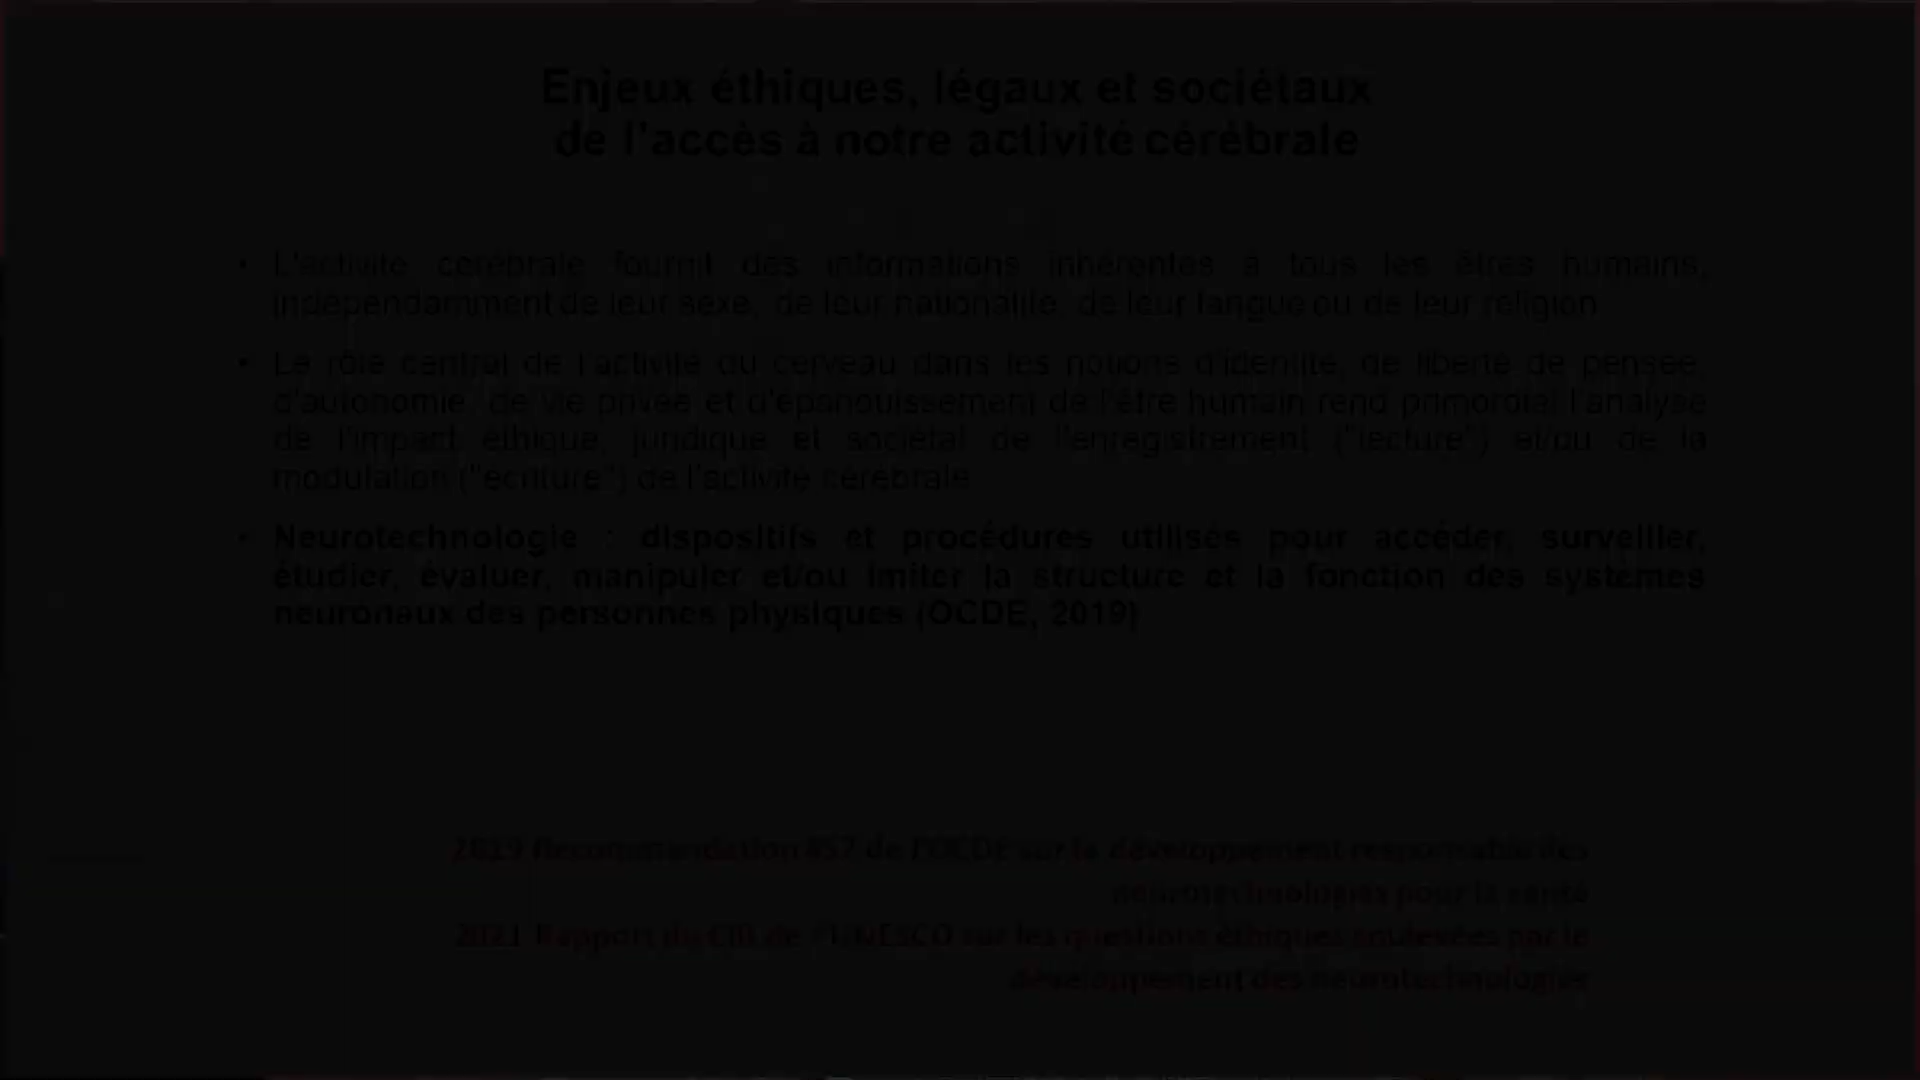 Enjeux éthiques, légaux et sociétaux
de l'accès à notre activité cérébrale
• L'activité cérébrale fournit des informations inhérentes à tous les êtres humains,
indépendamment de leur sexe, de leur nationalité, de leur langue ou de leur religion
• Le rôle central de l'activité du cerveau dans les notions d'identité, de liberté de pensée,
d'autonomie, de vie privée et d'épanouissement de l'être humain rend primordial l'analyse
de l'impact éthique, juridique et sociétal de l'enregistrement ("lecture") et/ou de la
modulation ("écriture") de l'activité cérébrale
• Neurotechnologie : dispositifs et procédures utilisés pour accéder, surveiller,
étudier, évaluer, manipuler et/ou imiter la structure et la fonction des systèmes
neuronaux des personnes physiques (OCDE, 2019)
2019 Recommandation 457 de l'OCDE sur le développement responsable des
neurotechnologies pour la santé
2021 Rapport du CIB de l'UNESCO sur les questions éthiques soulevées par le
développement des neurotechnologies